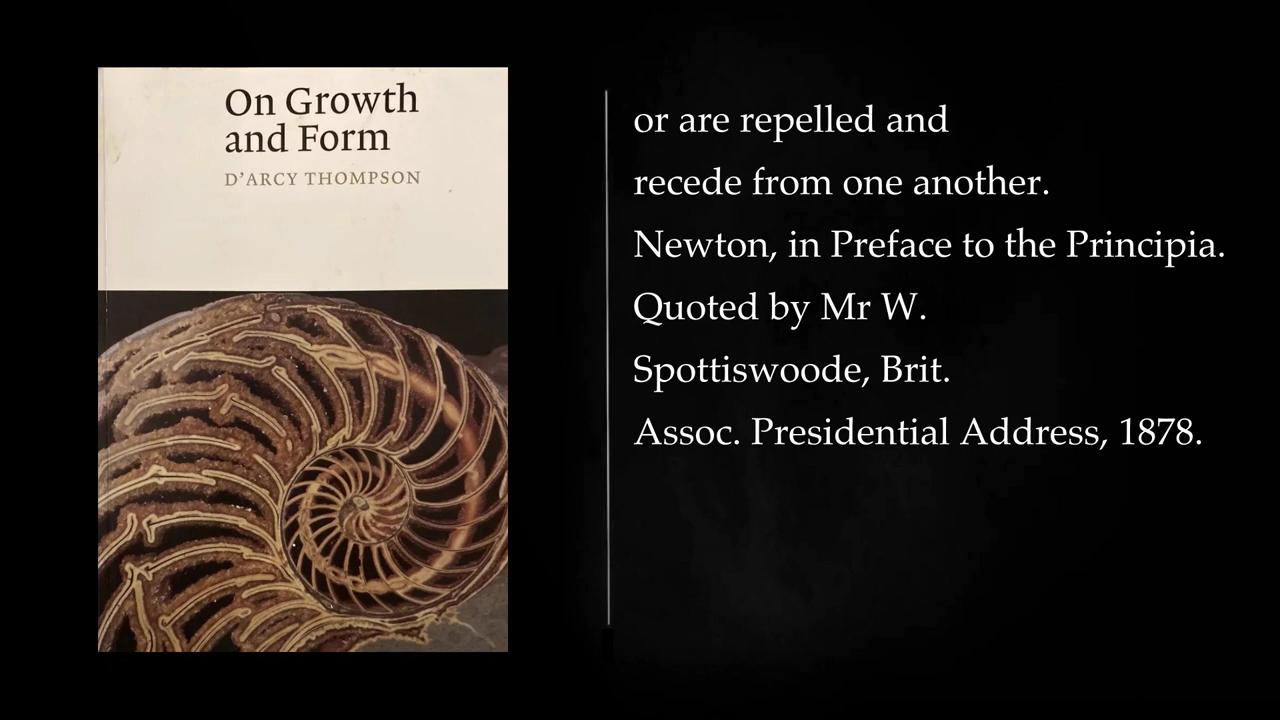 On Growth
and Form
D'ARCY THOMPSON
or are repelled and
recede from one another.
Newton, in Preface to the Principia.
Quoted by Mr W.
Spottiswoode, Brit.
Assoc. Presidential Address, 1878.